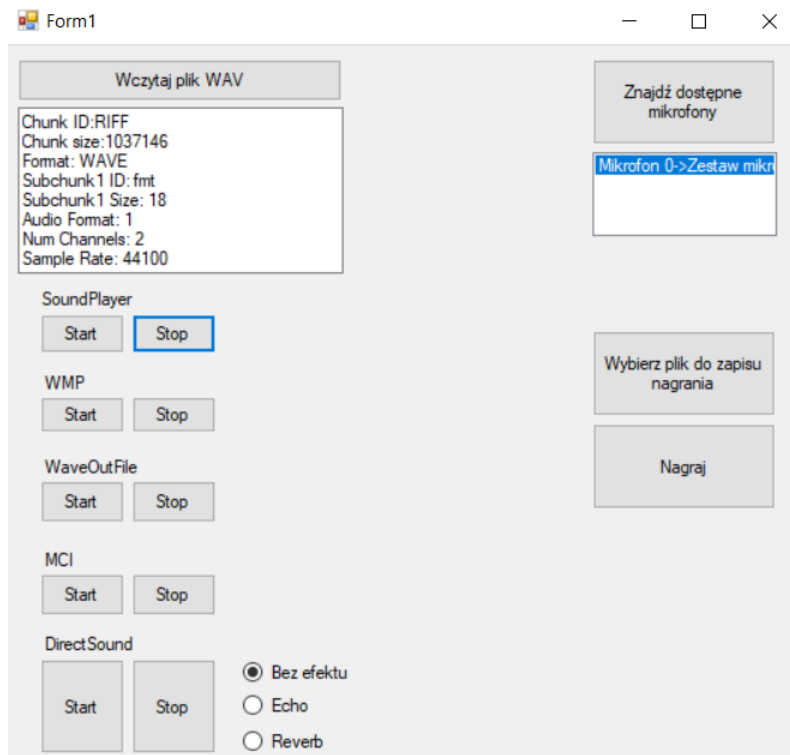 Form1
Wczytaj plik WAV
Chunk ID:RIFF
Chunk size:1037146
Format: WAVE
Subchunk1 ID: fmt
Subchunk1 Size: 18
Audio Format: 1
Num Channels: 2
Sample Rate: 44100
SoundPlayer
Start Stop
WMP
Start Stop
WaveOutFile
Start Stop
MCI
Start Stop
DirectSound
Start Stop
Bez efektu
Echo
Reverb
Znajdź dostępne
mikrofony
Mikrofon 0->Zestaw mikr
Wybierz plik do zapisu
nagrania
Nagraj